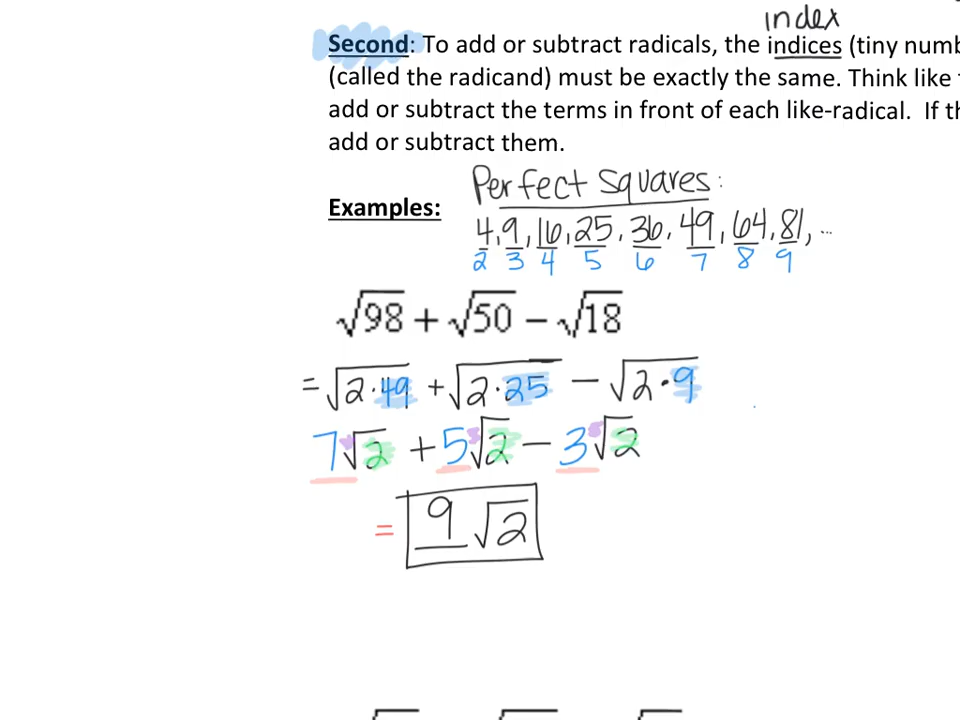 index
Second: To add or subtract radicals, the indices (tiny numb
(called the radicand) must be exactly the same. Think like
add or subtract the terms in front of each like-radical. If th
add or subtract them.
Perfect Squares:
Examples:
4, 9, 16, 25, 36, 49, 64, 81, ...
2 3 4 5 6 7 8 9
√98 + √50 − √18
= √2·49 + √2·25 − √2·9
7√2 + 5√2 − 3√2
= 9√2